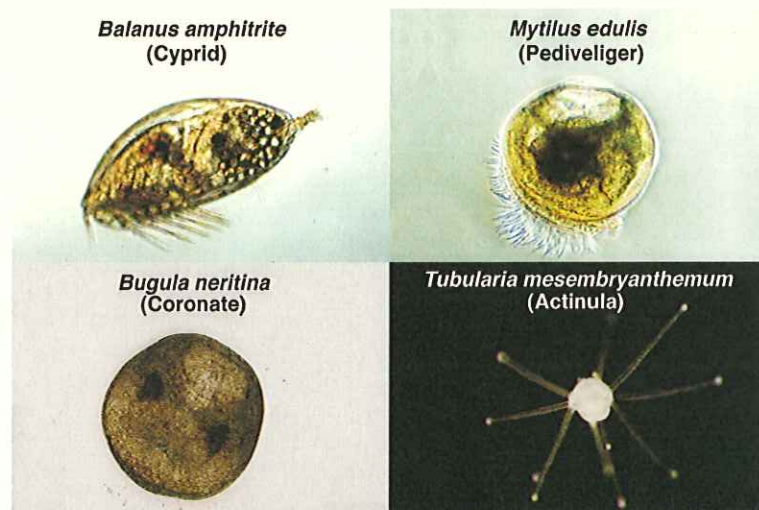 Balanus amphitrite
(Cyprid)
Mytilus edulis
(Pediveliger)
Bugula neritina
(Coronate)
Tubularia mesembryanthemum
(Actinula)